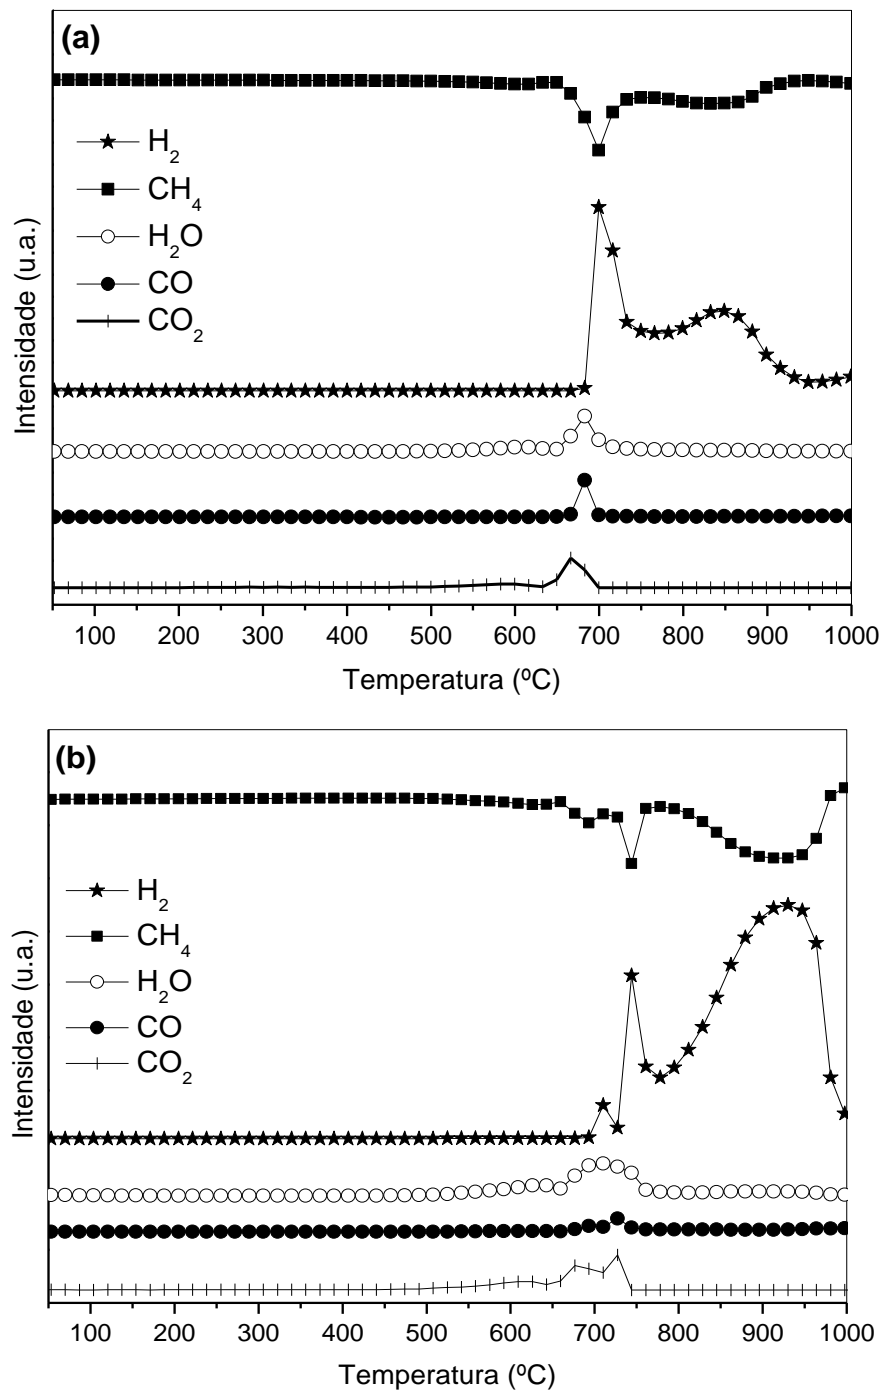 (a)
H₂
CH₄
H₂O
CO
CO₂
Intensidade (u.a.)
100 200 300 400 500 600 700 800 900 1000
Temperatura (ºC)
(b)
H₂
CH₄
H₂O
CO
CO₂
Intensidade (u.a.)
100 200 300 400 500 600 700 800 900 1000
Temperatura (ºC)